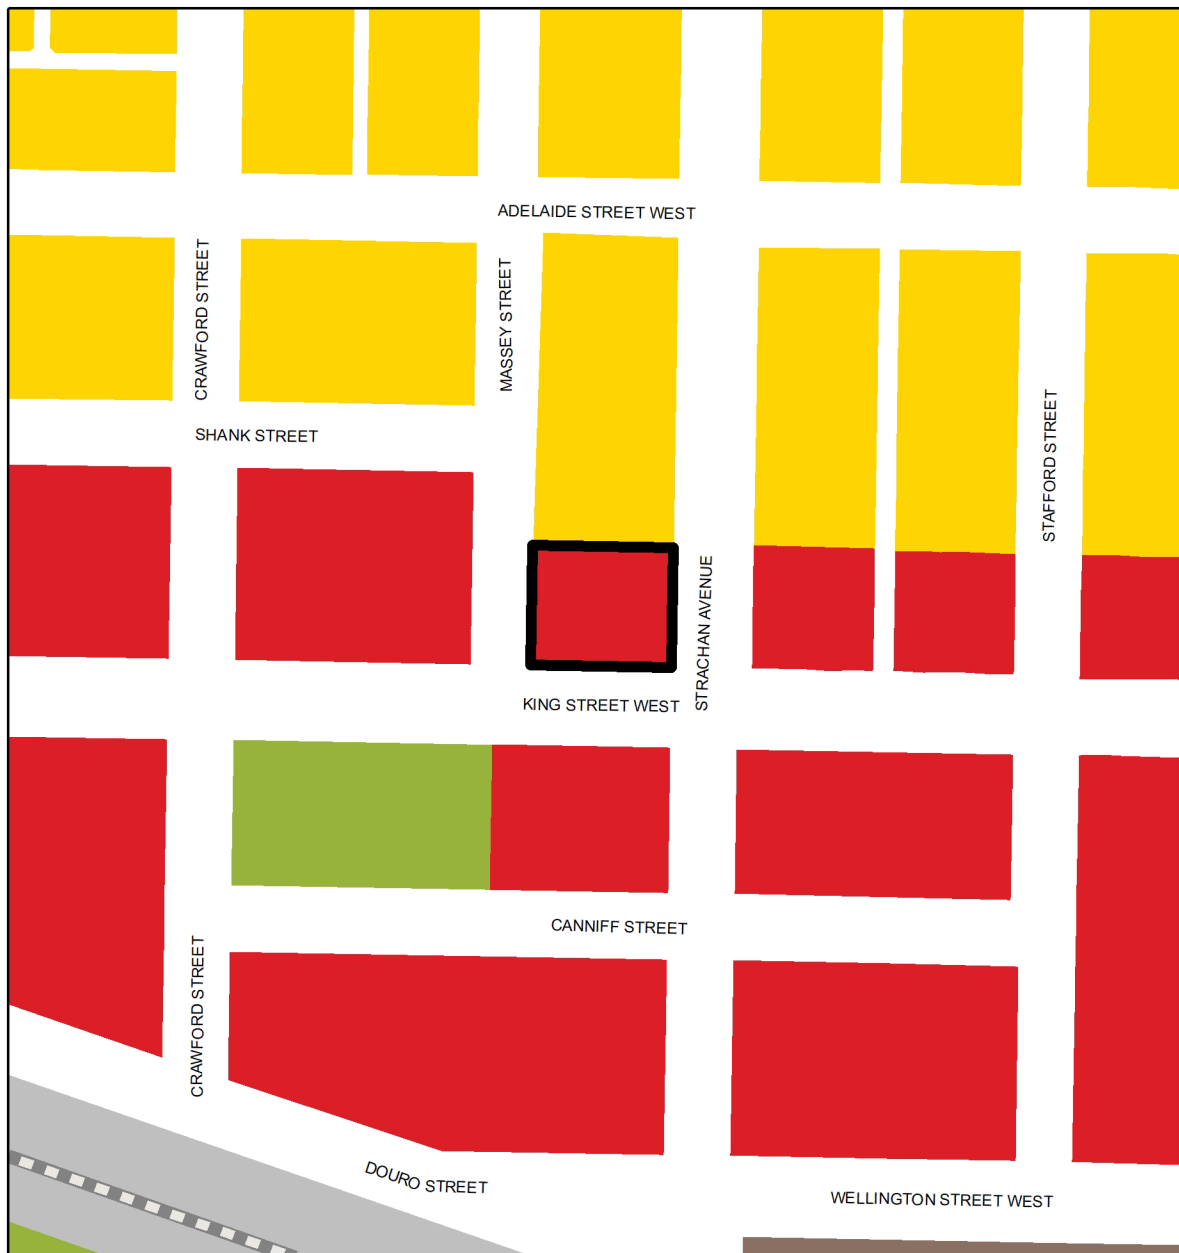 ADELAIDE STREET WEST
CRAWFORD STREET
MASSEY STREET
SHANK STREET
STAFFORD STREET
STRACHAN AVENUE
KING STREET WEST
CANNIFF STREET
CRAWFORD STREET
DOURO STREET
WELLINGTON STREET WEST